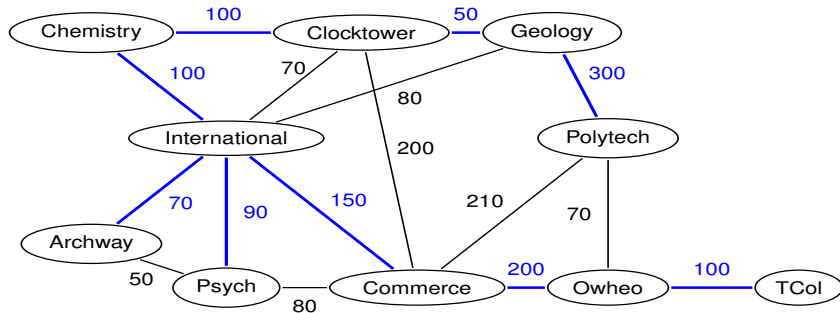 100
50
Chemistry
Clocktower
Geology
100
70
300
80
International
Polytech
200
70
90
150
210
70
Archway
50
Psych
80
Commerce
200
Owheo
100
TCol